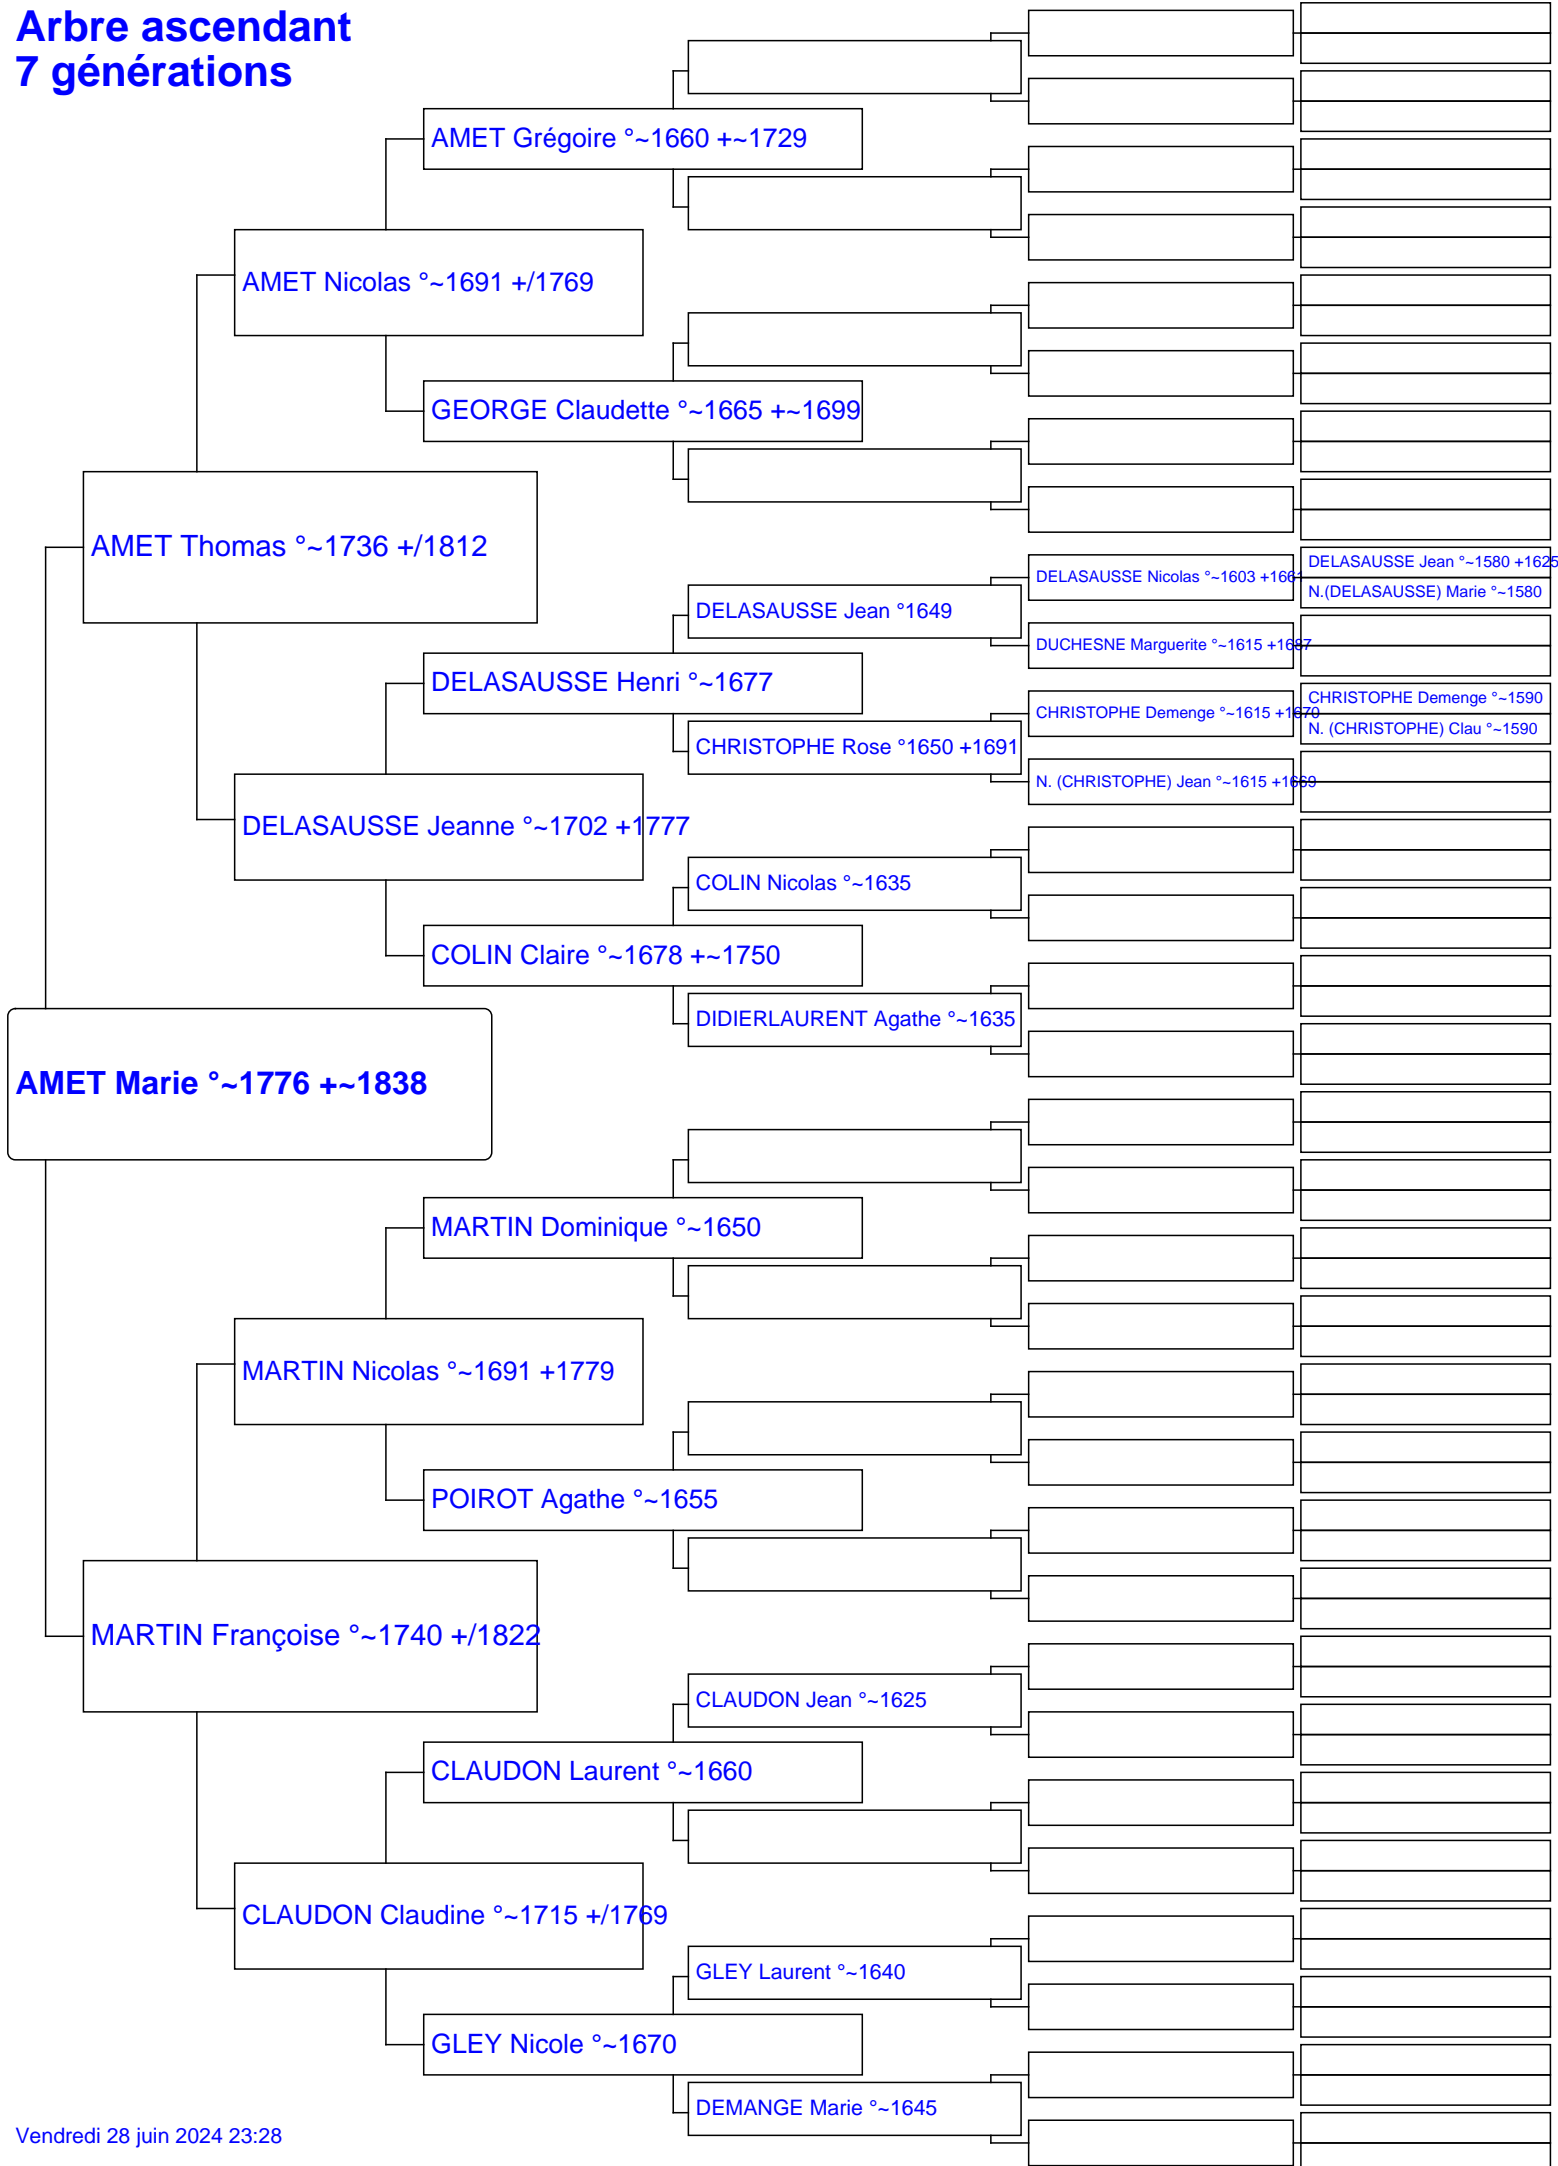 Arbre ascendant
7 générations
AMET Grégoire °~1660 +~1729
AMET Nicolas °~1691 +/1769
GEORGE Claudette °~1665 +~1699
AMET Thomas °~1736 +/1812
DELASAUSSE Jean °~1580 +1625
DELASAUSSE Nicolas °~1603 +1661
N.(DELASAUSSE) Marie °~1580
DELASAUSSE Jean °1649
DUCHESNE Marguerite °~1615 +1687
DELASAUSSE Henri °~1677
CHRISTOPHE Demenge °~1590
CHRISTOPHE Demenge °~1615 +1670
N. (CHRISTOPHE) Clau °~1590
CHRISTOPHE Rose °1650 +1691
N. (CHRISTOPHE) Jean °~1615 +1669
DELASAUSSE Jeanne °~1702 +1777
COLIN Nicolas °~1635
COLIN Claire °~1678 +~1750
DIDIERLAURENT Agathe °~1635
AMET Marie °~1776 +~1838
MARTIN Dominique °~1650
MARTIN Nicolas °~1691 +1779
POIROT Agathe °~1655
MARTIN Françoise °~1740 +/1822
CLAUDON Jean °~1625
CLAUDON Laurent °~1660
CLAUDON Claudine °~1715 +/1769
GLEY Laurent °~1640
GLEY Nicole °~1670
DEMANGE Marie °~1645
Vendredi 28 juin 2024 23:28